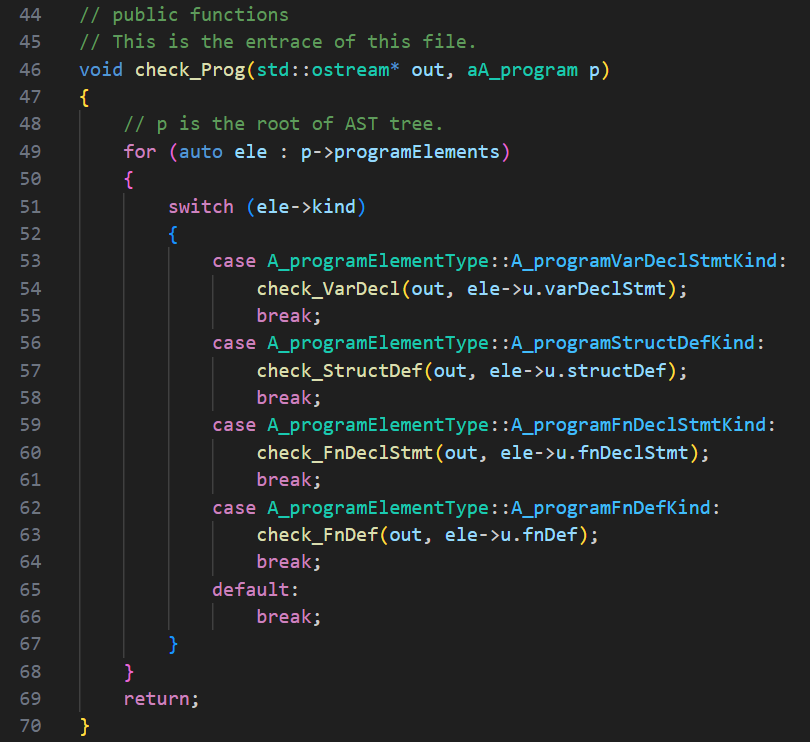 44 // public functions
45 // This is the entrace of this file.
46 void check_Prog(std::ostream* out, aA_program p)
47 {
48     // p is the root of AST tree.
49     for (auto ele : p->programElements)
50     {
51         switch (ele->kind)
52         {
53             case A_programElementType::A_programVarDeclStmtKind:
54                 check_VarDecl(out, ele->u.varDeclStmt);
55                 break;
56             case A_programElementType::A_programStructDefKind:
57                 check_StructDef(out, ele->u.structDef);
58                 break;
59             case A_programElementType::A_programFnDeclStmtKind:
60                 check_FnDeclStmt(out, ele->u.fnDeclStmt);
61                 break;
62             case A_programElementType::A_programFnDefKind:
63                 check_FnDef(out, ele->u.fnDef);
64                 break;
65             default:
66                 break;
67         }
68     }
69     return;
70 }